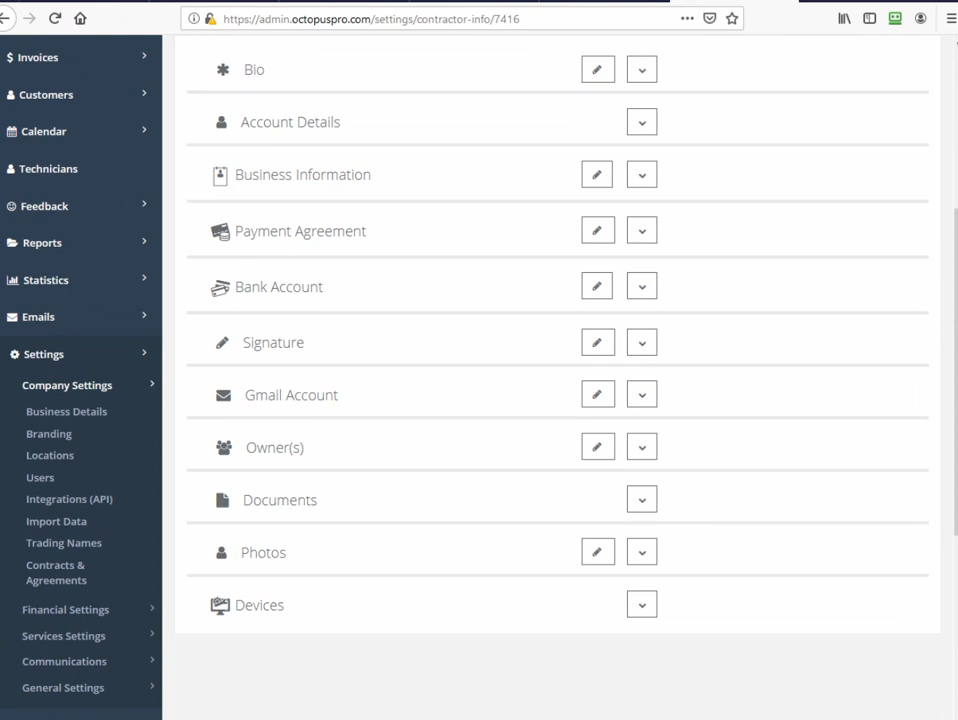 https://admin.octopuspro.com/settings/contractor-info/7416
$ Invoices
Customers
Calendar
Technicians
Feedback
Reports
Statistics
Emails
Settings
Company Settings
Business Details
Branding
Locations
Users
Integrations (API)
Import Data
Trading Names
Contracts &
Agreements
Financial Settings
Services Settings
Communications
General Settings
Bio
Account Details
Business Information
Payment Agreement
Bank Account
Signature
Gmail Account
Owner(s)
Documents
Photos
Devices